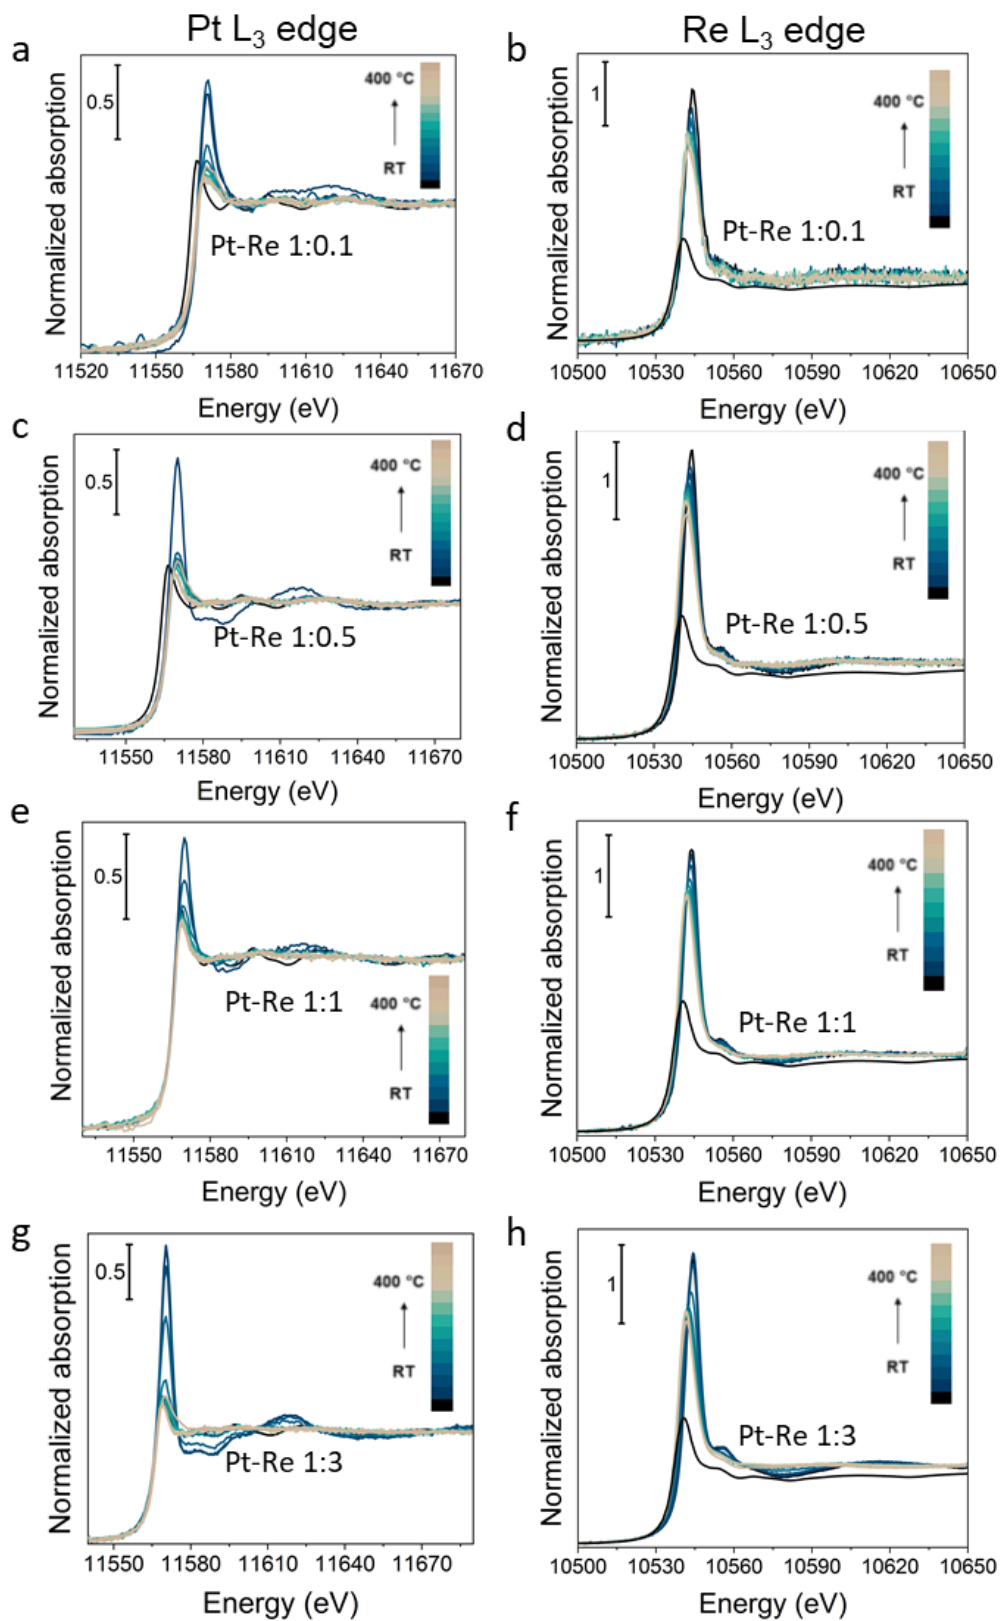 Pt L₃ edge
Re L₃ edge
a
0.5
400 °C
RT
Pt-Re 1:0.1
Normalized absorption
11520 11550 11580 11610 11640 11670
Energy (eV)
b
1
400 °C
RT
Pt-Re 1:0.1
Normalized absorption
10500 10530 10560 10590 10620 10650
Energy (eV)
c
0.5
400 °C
RT
Pt-Re 1:0.5
Normalized absorption
11550 11580 11610 11640 11670
Energy (eV)
d
1
400 °C
RT
Pt-Re 1:0.5
Normalized absorption
10500 10530 10560 10590 10620 10650
Energy (eV)
e
0.5
Pt-Re 1:1
400 °C
RT
Normalized absorption
11550 11580 11610 11640 11670
Energy (eV)
f
1
400 °C
RT
Pt-Re 1:1
Normalized absorption
10500 10530 10560 10590 10620 10650
Energy (eV)
g
0.5
400 °C
RT
Pt-Re 1:3
Normalized absorption
11550 11580 11610 11640 11670
Energy (eV)
h
1
400 °C
RT
Pt-Re 1:3
Normalized absorption
10500 10530 10560 10590 10620 10650
Energy (eV)